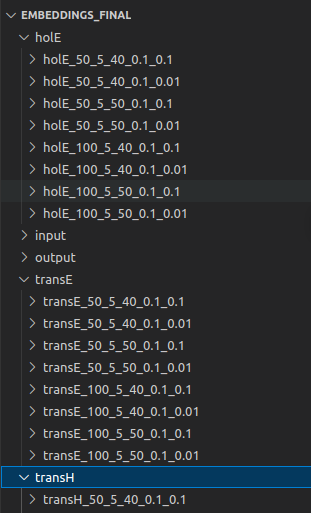 EMBEDDINGS_FINAL
holE
holE_50_5_40_0.1_0.1
holE_50_5_40_0.1_0.01
holE_50_5_50_0.1_0.1
holE_50_5_50_0.1_0.01
holE_100_5_40_0.1_0.1
holE_100_5_40_0.1_0.01
holE_100_5_50_0.1_0.1
holE_100_5_50_0.1_0.01
input
output
transE
transE_50_5_40_0.1_0.1
transE_50_5_40_0.1_0.01
transE_50_5_50_0.1_0.1
transE_50_5_50_0.1_0.01
transE_100_5_40_0.1_0.1
transE_100_5_40_0.1_0.01
transE_100_5_50_0.1_0.1
transE_100_5_50_0.1_0.01
transH
transH_50_5_40_0.1_0.1